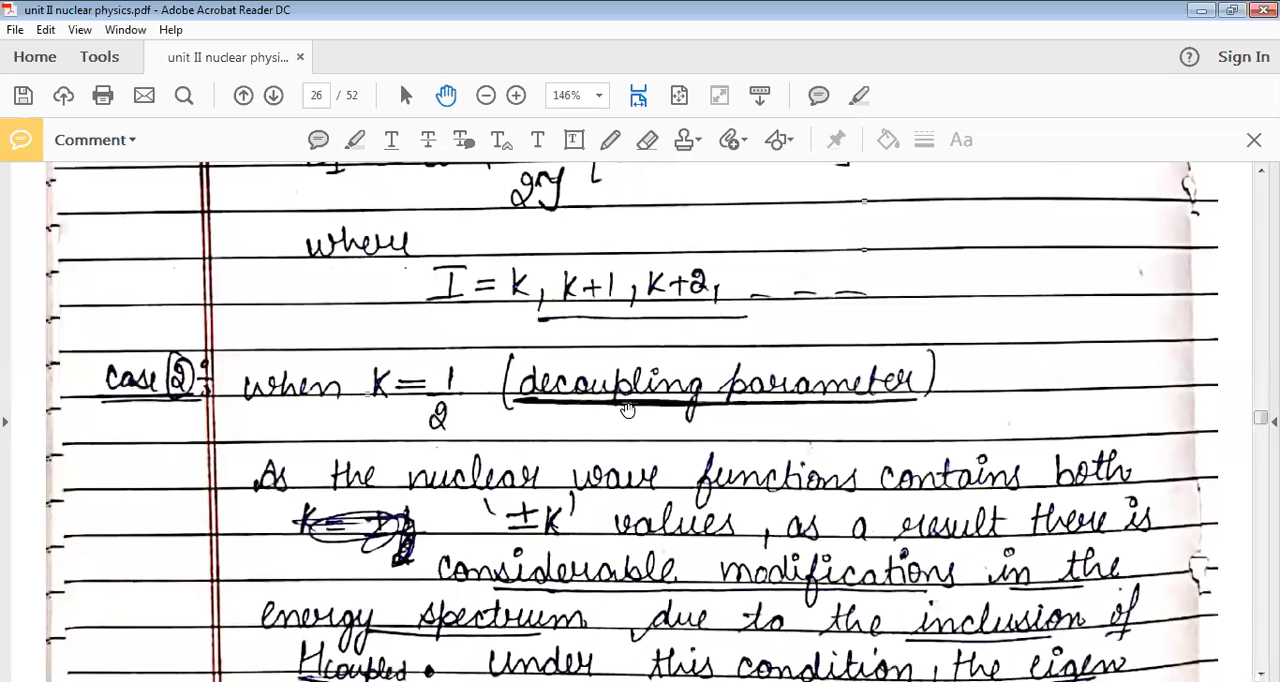 unit II nuclear physics.pdf - Adobe Acrobat Reader DC
File Edit View Window Help
Home Tools unit II nuclear physi... × ? Sign In
26 / 52 146%
Comment
where
I = K, K+1, K+2, _ _ _
case (2): when K = 1/2 (decoupling parameter)
As the nuclear wave functions contains both
'±K' values, as a result there is
considerable modifications in the
energy spectrum, due to the inclusion of
Hcoupled. Under this condition, the eigen